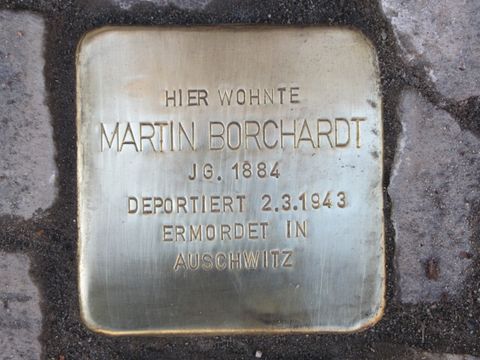 HIER WOHNTE
MARTIN BORCHARDT
JG. 1884
DEPORTIERT 2.3.1943
ERMORDET IN
AUSCHWITZ